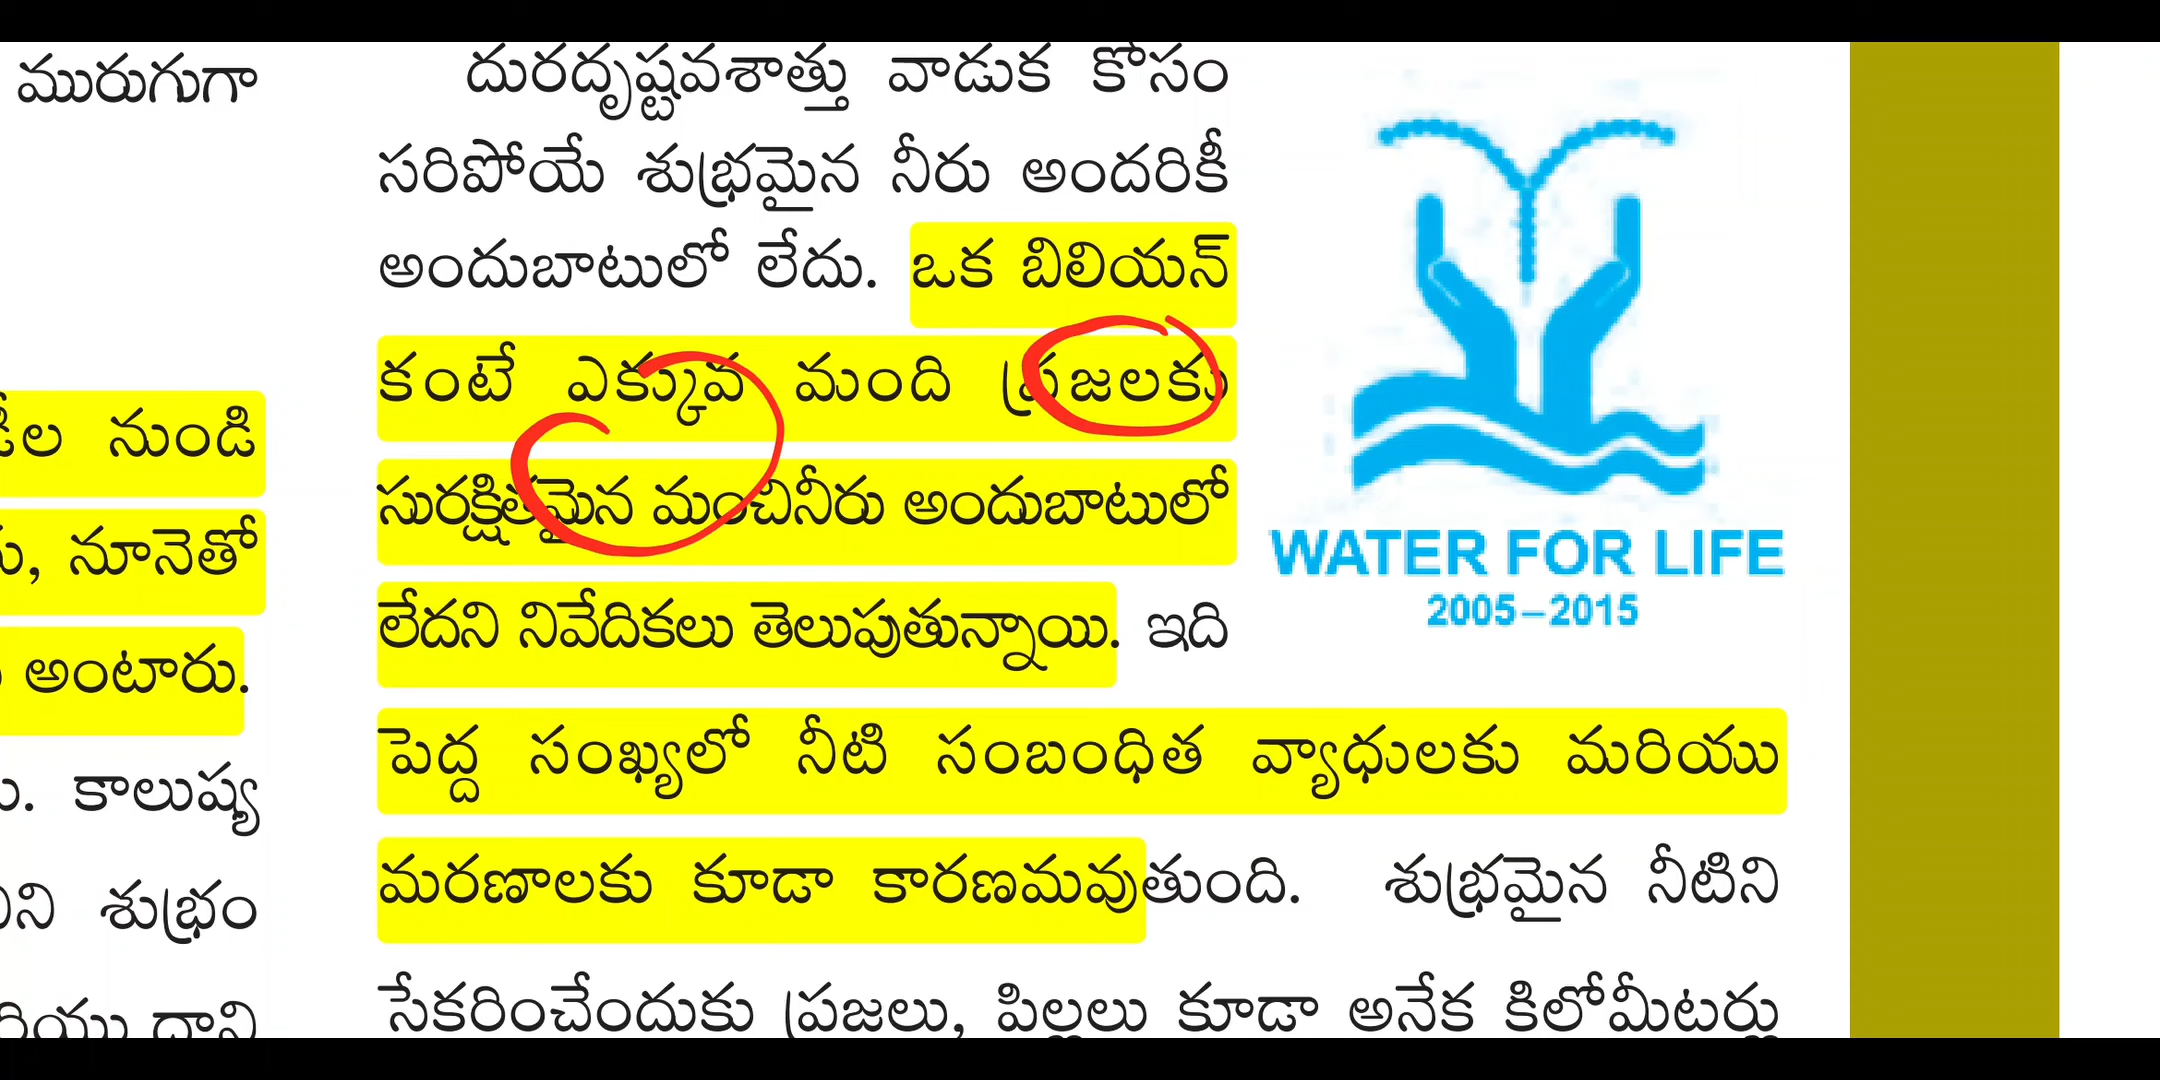 మురుగుగా
నుండి
నూనెతో
అంటారు.
కాలుష్య
శుభ్రం
దురదృష్టవశాత్తు వాడుక కోసం
సరిపోయే శుభ్రమైన నీరు అందరికీ
అందుబాటులో లేదు. ఒక బిలియన్
కంటే ఎక్కువ మంది ప్రజలకు
సురక్షితమైన మంచినీరు అందుబాటులో
లేదని నివేదికలు తెలుపుతున్నాయి. ఇది
పెద్ద సంఖ్యలో నీటి సంబంధిత వ్యాధులకు మరియు
మరణాలకు కూడా కారణమవుతుంది. శుభ్రమైన నీటిని
సేకరించేందుకు ప్రజలు, పిల్లలు కూడా అనేక కిలోమీటర్లు
WATER FOR LIFE
2005–2015